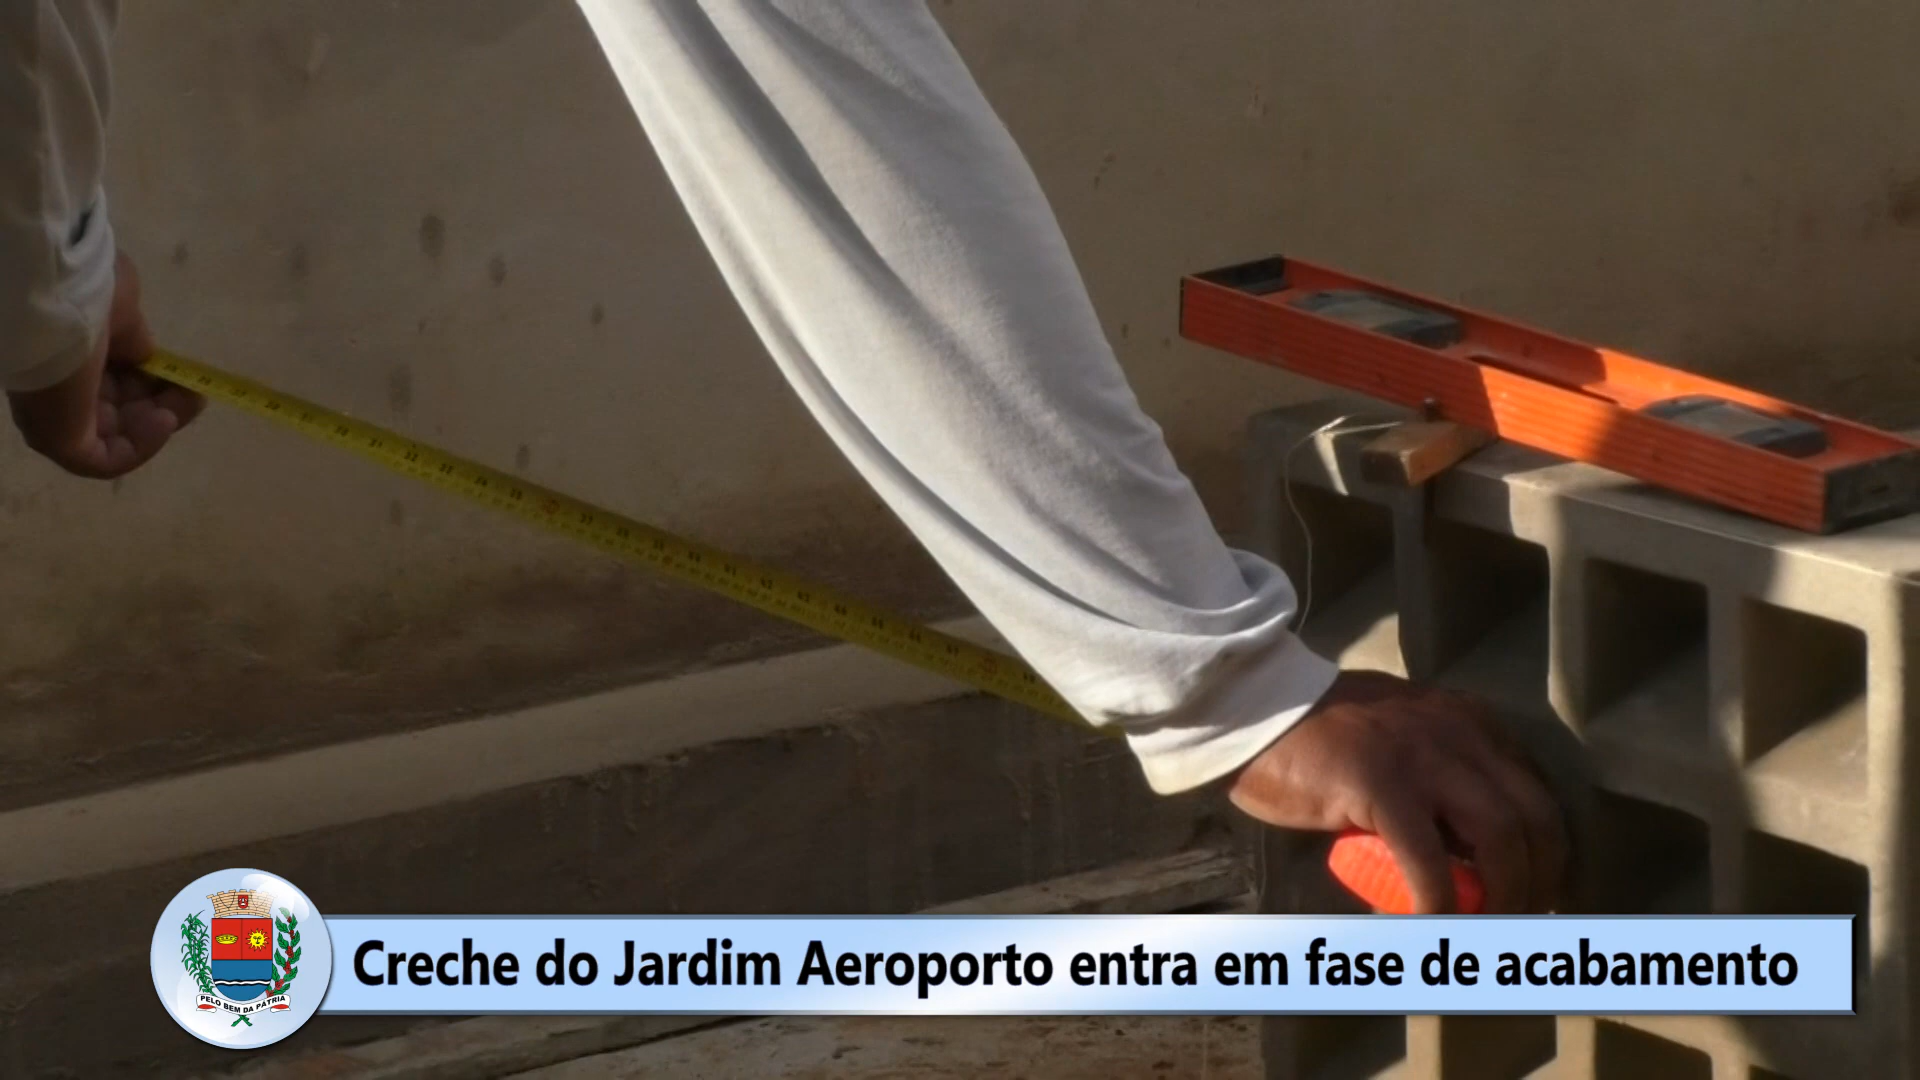 Creche do Jardim Aeroporto entra em fase de acabamento
PELO BEM DA PÁTRIA